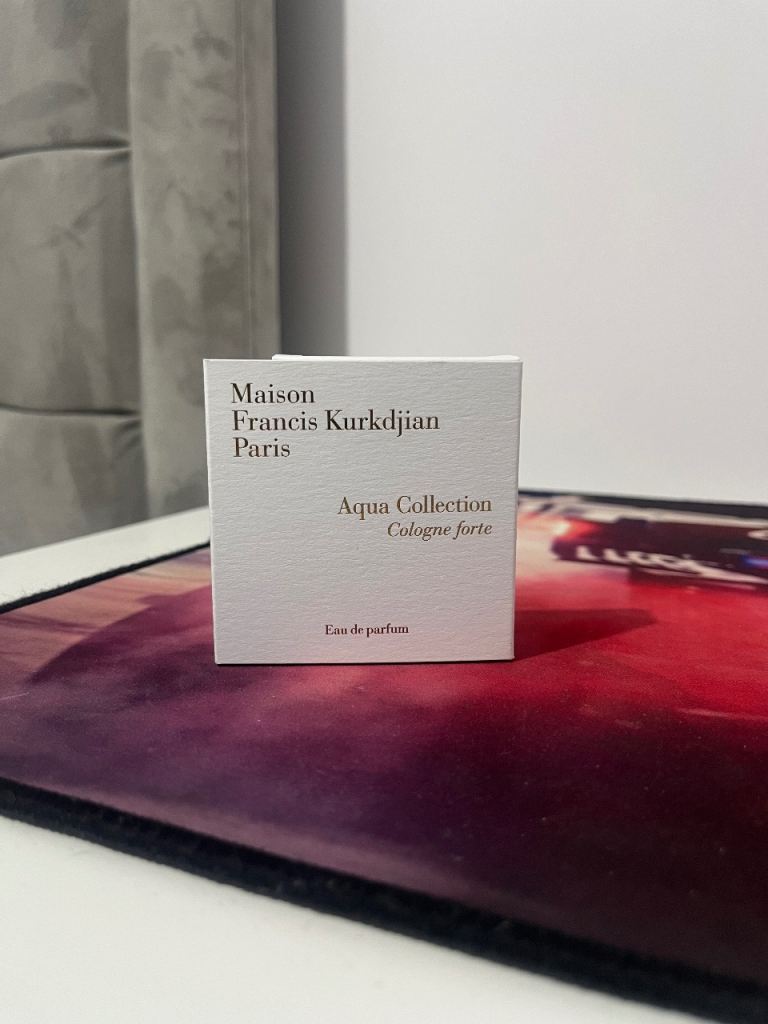 Maison
Francis Kurkdjian
Paris
Aqua Collection
Cologne forte
Eau de parfum